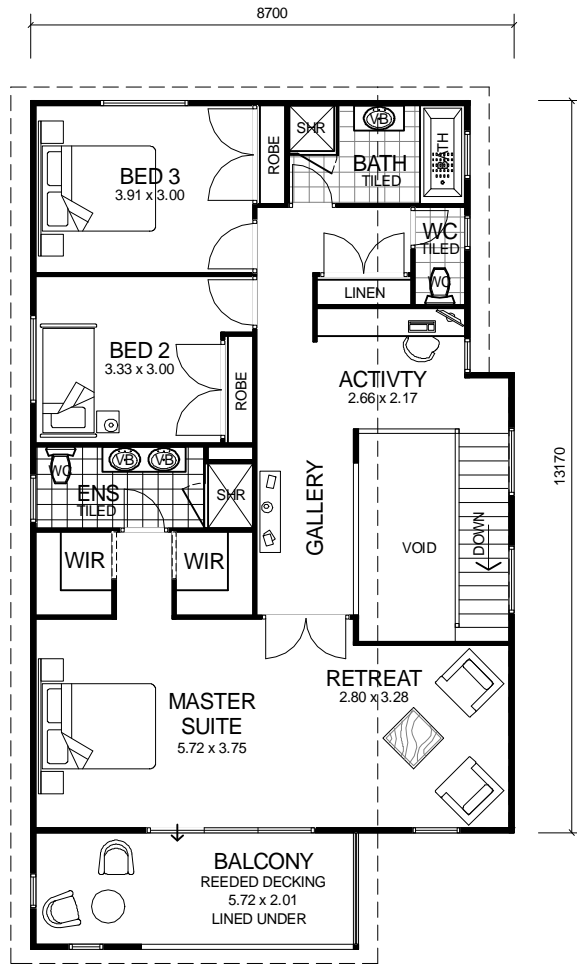 8700
BED 3
3.91 x 3.00
ROBE
SHR
VB
BATH
TILED
BATH
WC
TILED
WC
LINEN
BED 2
3.33 x 3.00
ROBE
ACTIVTY
2.66 x 2.17
13170
WC
VB
VB
ENS
TILED
SHR
GALLERY
VOID
DOWN
WIR
WIR
MASTER
SUITE
5.72 x 3.75
RETREAT
2.80 x 3.28
BALCONY
REEDED DECKING
5.72 x 2.01
LINED UNDER